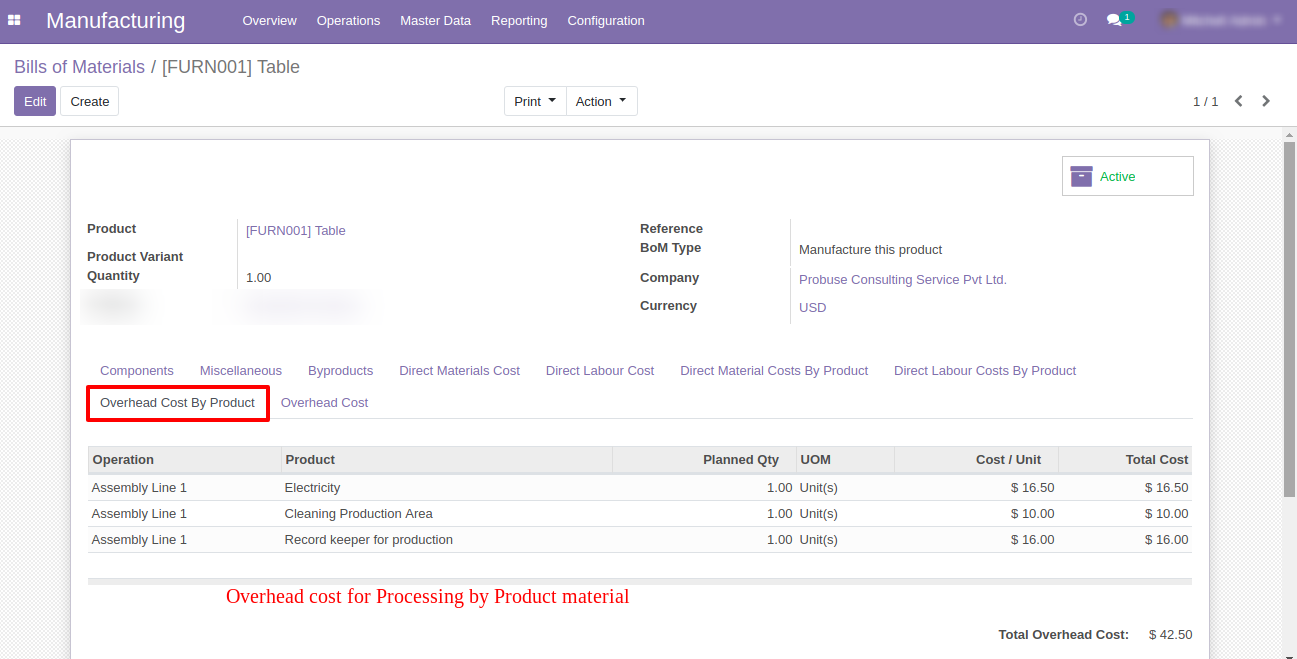 Manufacturing Overview Operations Master Data Reporting Configuration 1
Bills of Materials / [FURN001] Table
Edit Create Print Action 1 / 1
Active
Product [FURN001] Table
Product Variant
Quantity 1.00
Reference
BoM Type Manufacture this product
Company Probuse Consulting Service Pvt Ltd.
Currency USD
Components Miscellaneous Byproducts Direct Materials Cost Direct Labour Cost Direct Material Costs By Product Direct Labour Costs By Product
Overhead Cost By Product Overhead Cost
Operation Product Planned Qty UOM Cost / Unit Total Cost
Assembly Line 1 Electricity 1.00 Unit(s) $ 16.50 $ 16.50
Assembly Line 1 Cleaning Production Area 1.00 Unit(s) $ 10.00 $ 10.00
Assembly Line 1 Record keeper for production 1.00 Unit(s) $ 16.00 $ 16.00
Overhead cost for Processing by Product material
Total Overhead Cost: $ 42.50